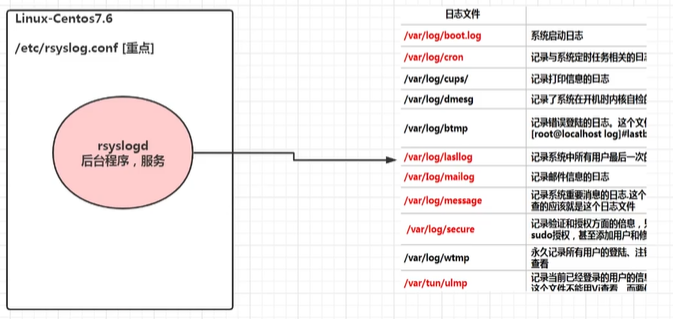 Linux-Centos7.6
/etc/rsyslog.conf [重点]
rsyslogd
后台程序，服务
日志文件
/var/log/boot.log 系统启动日志
/var/log/cron 记录与系统定时任务相关的日志
/var/log/cups/ 记录打印信息的日志
/var/log/dmesg 记录了系统在开机时内核自检的
/var/log/btmp 记录错误登陆的日志。这个文
[root@localhost log]#lastb
/var/log/lasllog 记录系统中所有用户最后一次的
/var/log/mailog 记录邮件信息的日志
/var/log/message 记录系统重要消息的日志.这个
查的应该就是这个日志文件
/var/log/secure 记录验证和授权方面的信息，
sudo授权，甚至添加用户和修
/var/log/wtmp 永久记录所有用户的登陆、注
查看
/var/tun/ulmp 记录当前已经登录的用户的信
这个文件不能用Vi查看，而要